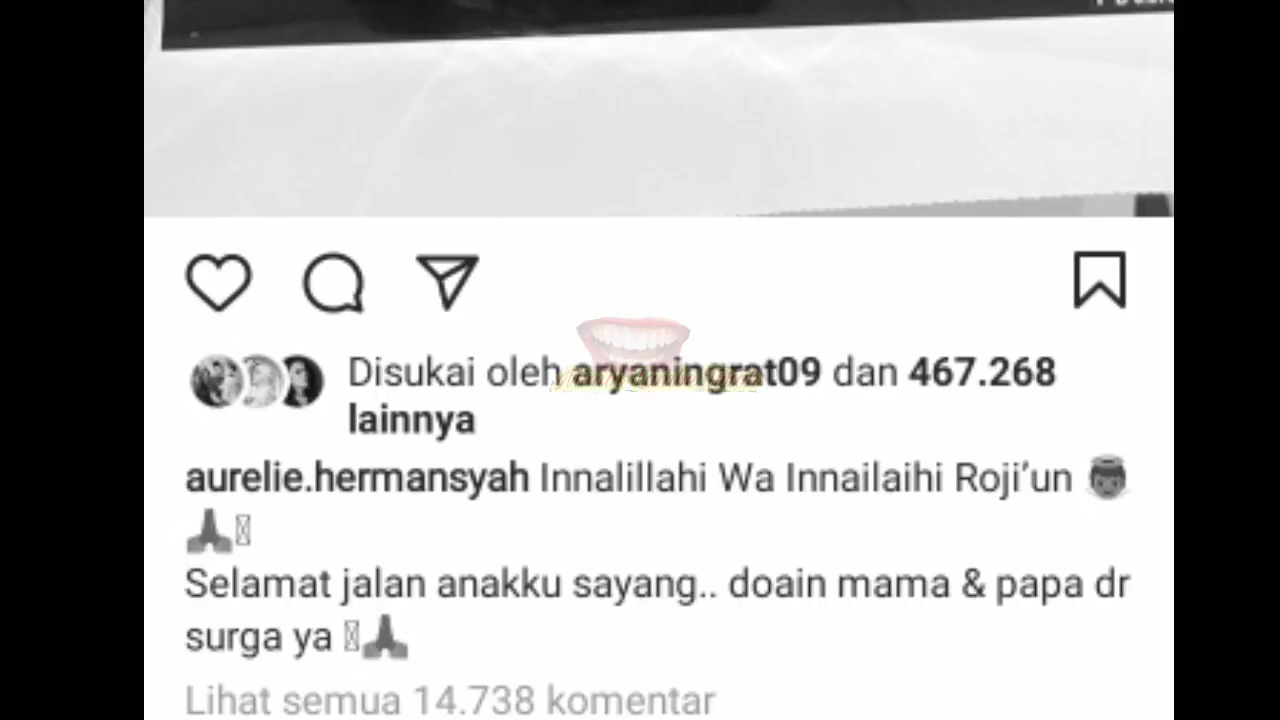 Disukai oleh aryaningrat09 dan 467.268
lainnya
aurelie.hermansyah Innalillahi Wa Innailaihi Roji’un
Selamat jalan anakku sayang.. doain mama & papa dr
surga ya
Lihat semua 14.738 komentar